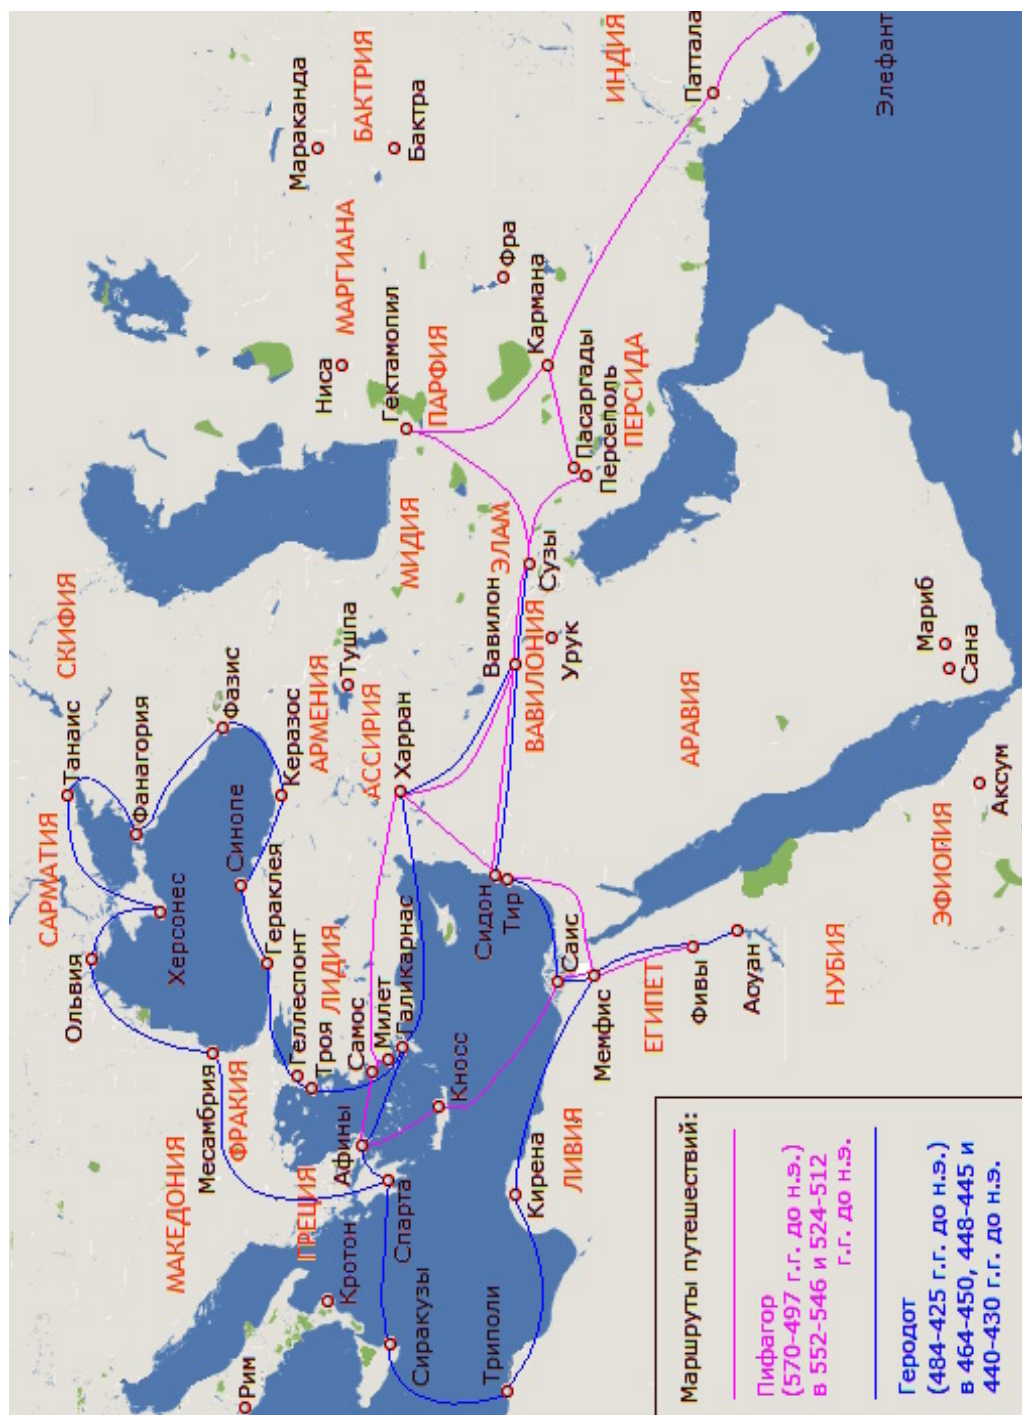 САРМАТИЯ
СКИФИЯ
Танаис
Ольвия
Фанагория
Херсонес
Фазис
Месамбрия
МАКЕДОНИЯ
ФРАКИЯ
Синопе
Керазос
Гераклея
Рим
Геллеспонт
Троя
ЛИДИЯ
АРМЕНИЯ
Тушпа
АССИРИЯ
Ниса
МАРГИАНА
Мараканда
БАКТРИЯ
Бактра
Кротон
ГРЕЦИЯ
Афины
Самос
Милет
Галикарнас
Харран
МИДИЯ
Гектамопил
ПАРФИЯ
Спарта
Сиракузы
Кносс
Сидон
Тир
Вавилон
ВАВИЛОНИЯ
ЭЛАМ
Сузы
Урук
Фра
Кармана
Пасаргады
Персеполь
ПЕРСИДА
ИНДИЯ
Паттала
Элефант
Триполи
Кирена
ЛИВИЯ
Саис
Мемфис
ЕГИПЕТ
Фивы
Асуан
НУБИЯ
АРАВИЯ
Мариб
Сана
ЭФИОПИЯ
Аксум
Маршруты путешествий:
Пифагор
(570-497 г.г. до н.э.)
в 552-546 и 524-512
г.г. до н.э.
Геродот
(484-425 г.г. до н.э.)
в 464-450, 448-445 и
440-430 г.г. до н.э.